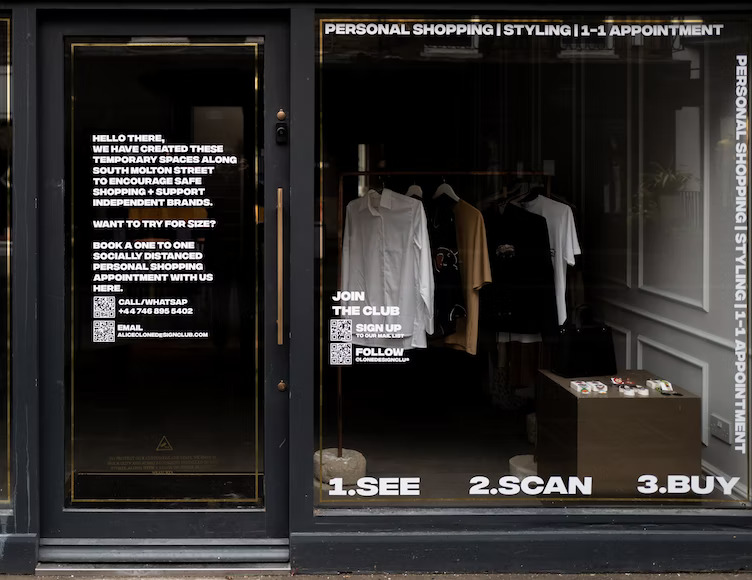 HELLO THERE,
WE HAVE CREATED THESE
TEMPORARY SPACES ALONG
SOUTH MOLTON STREET
TO ENCOURAGE SAFE
SHOPPING + SUPPORT
INDEPENDENT BRANDS.
WANT TO TRY FOR SIZE?
BOOK A ONE TO ONE
SOCIALLY DISTANCED
PERSONAL SHOPPING
APPOINTMENT WITH US
HERE.
CALL/WHATSAP
+44 746 895 5402
EMAIL
ALICE@CLONEDESIGNCLUB.COM
PERSONAL SHOPPING | STYLING | 1-1 APPOINTMENT
PERSONAL SHOPPING | STYLING | 1-1 APPOINTMENT
JOIN
THE CLUB
SIGN UP
TO OUR MAIL LIST
FOLLOW
1.SEE
2.SCAN
3.BUY